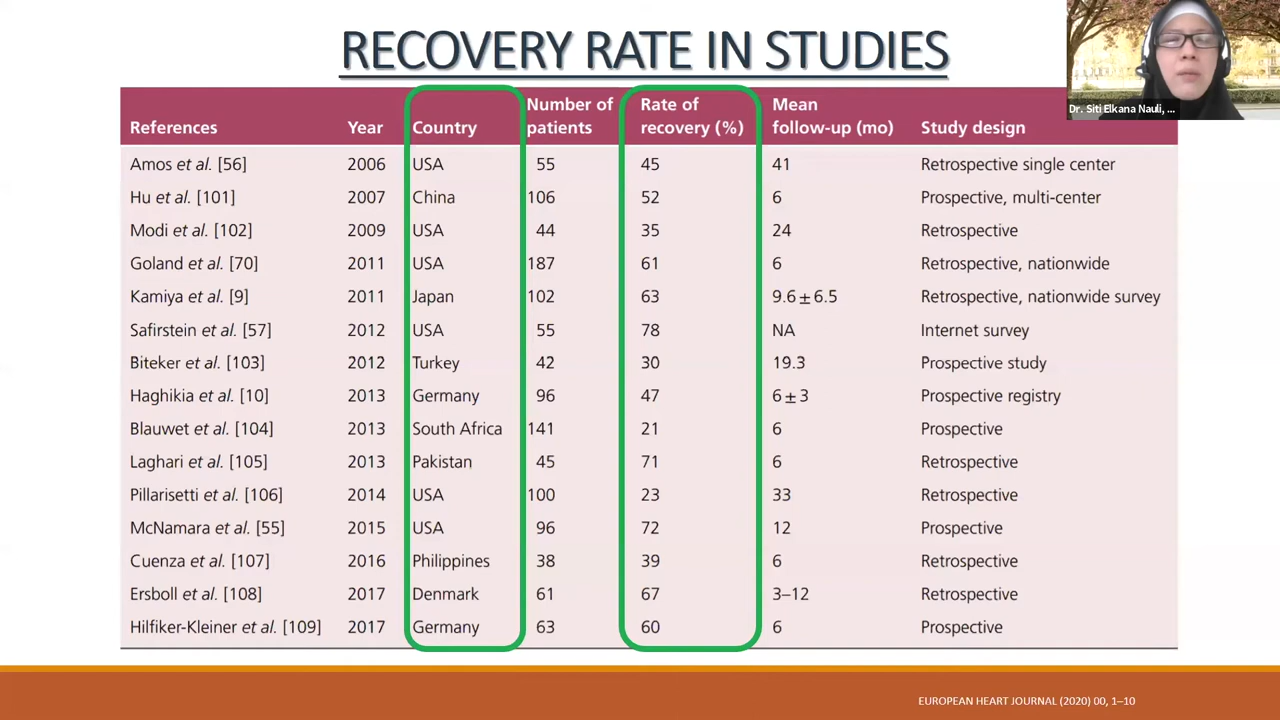 RECOVERY RATE IN STUDIES
Dr. Siti Elkana Nauli, ...
References Year Country Number of patients Rate of recovery (%) Mean follow-up (mo) Study design
Amos et al. [56] 2006 USA 55 45 41 Retrospective single center
Hu et al. [101] 2007 China 106 52 6 Prospective, multi-center
Modi et al. [102] 2009 USA 44 35 24 Retrospective
Goland et al. [70] 2011 USA 187 61 6 Retrospective, nationwide
Kamiya et al. [9] 2011 Japan 102 63 9.6 ± 6.5 Retrospective, nationwide survey
Safirstein et al. [57] 2012 USA 55 78 NA Internet survey
Biteker et al. [103] 2012 Turkey 42 30 19.3 Prospective study
Haghikia et al. [10] 2013 Germany 96 47 6 ± 3 Prospective registry
Blauwet et al. [104] 2013 South Africa 141 21 6 Prospective
Laghari et al. [105] 2013 Pakistan 45 71 6 Retrospective
Pillarisetti et al. [106] 2014 USA 100 23 33 Retrospective
McNamara et al. [55] 2015 USA 96 72 12 Prospective
Cuenza et al. [107] 2016 Philippines 38 39 6 Retrospective
Ersboll et al. [108] 2017 Denmark 61 67 3–12 Retrospective
Hilfiker-Kleiner et al. [109] 2017 Germany 63 60 6 Prospective
EUROPEAN HEART JOURNAL (2020) 00, 1–10